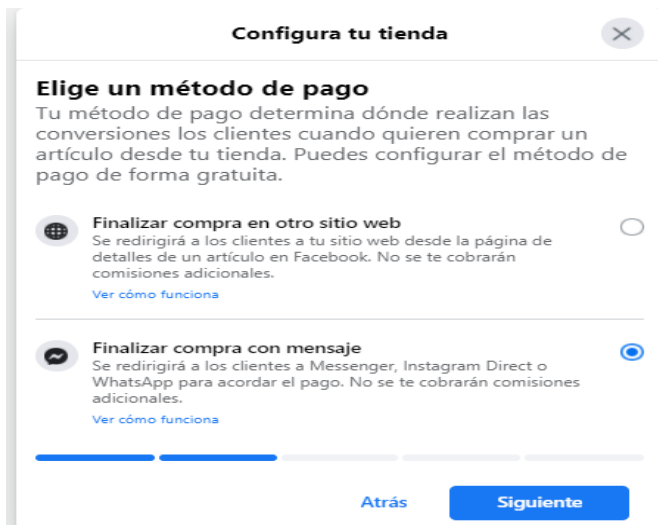 Configura tu tienda
Elige un método de pago
Tu método de pago determina dónde realizan las
conversiones los clientes cuando quieren comprar un
artículo desde tu tienda. Puedes configurar el método de
pago de forma gratuita.
Finalizar compra en otro sitio web
Se redirigirá a los clientes a tu sitio web desde la página de
detalles de un artículo en Facebook. No se te cobrarán
comisiones adicionales.
Ver cómo funciona
Finalizar compra con mensaje
Se redirigirá a los clientes a Messenger, Instagram Direct o
WhatsApp para acordar el pago. No se te cobrarán comisiones
adicionales.
Ver cómo funciona
Atrás
Siguiente